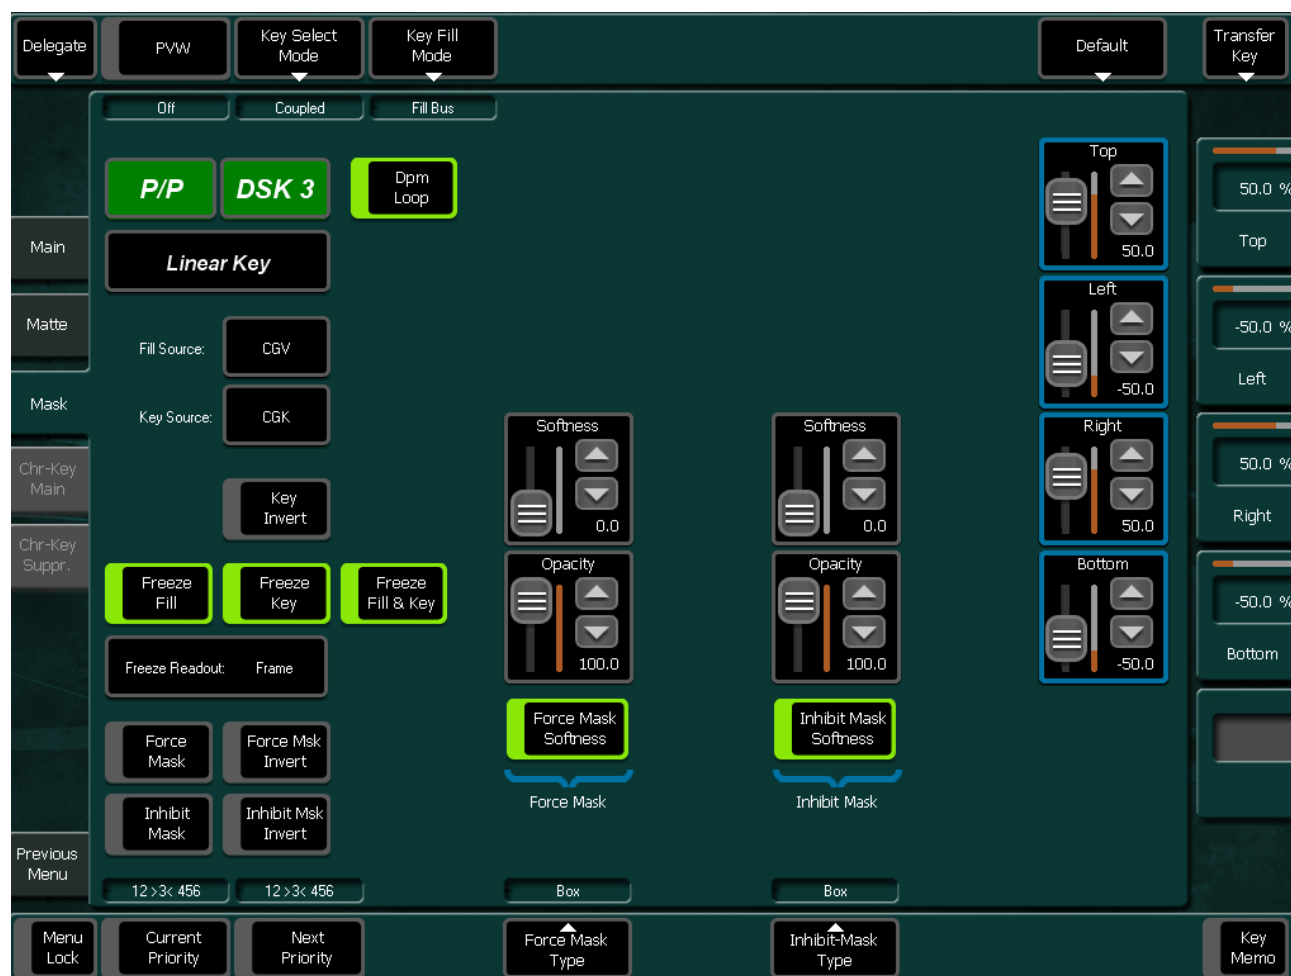 Delegate
PVW
Key Select
Mode
Key Fill
Mode
Default
Transfer
Key
Off
Coupled
Fill Bus
P/P
DSK 3
Dpm
Loop
Linear Key
Main
Matte
Mask
Chr-Key
Main
Chr-Key
Suppr.
Previous
Menu
Fill Source:
CGV
Key Source:
CGK
Key
Invert
Freeze
Fill
Freeze
Key
Freeze
Fill & Key
Freeze Readout:
Frame
Force
Mask
Force Msk
Invert
Inhibit
Mask
Inhibit Msk
Invert
12 >3< 456
12 >3< 456
Softness
0.0
Opacity
100.0
Force Mask
Softness
Force Mask
Box
Softness
0.0
Opacity
100.0
Inhibit Mask
Softness
Inhibit Mask
Box
Top
50.0
Left
-50.0
Right
50.0
Bottom
-50.0
50.0 %
Top
-50.0 %
Left
50.0 %
Right
-50.0 %
Bottom
Menu
Lock
Current
Priority
Next
Priority
Force Mask
Type
Inhibit-Mask
Type
Key
Memo